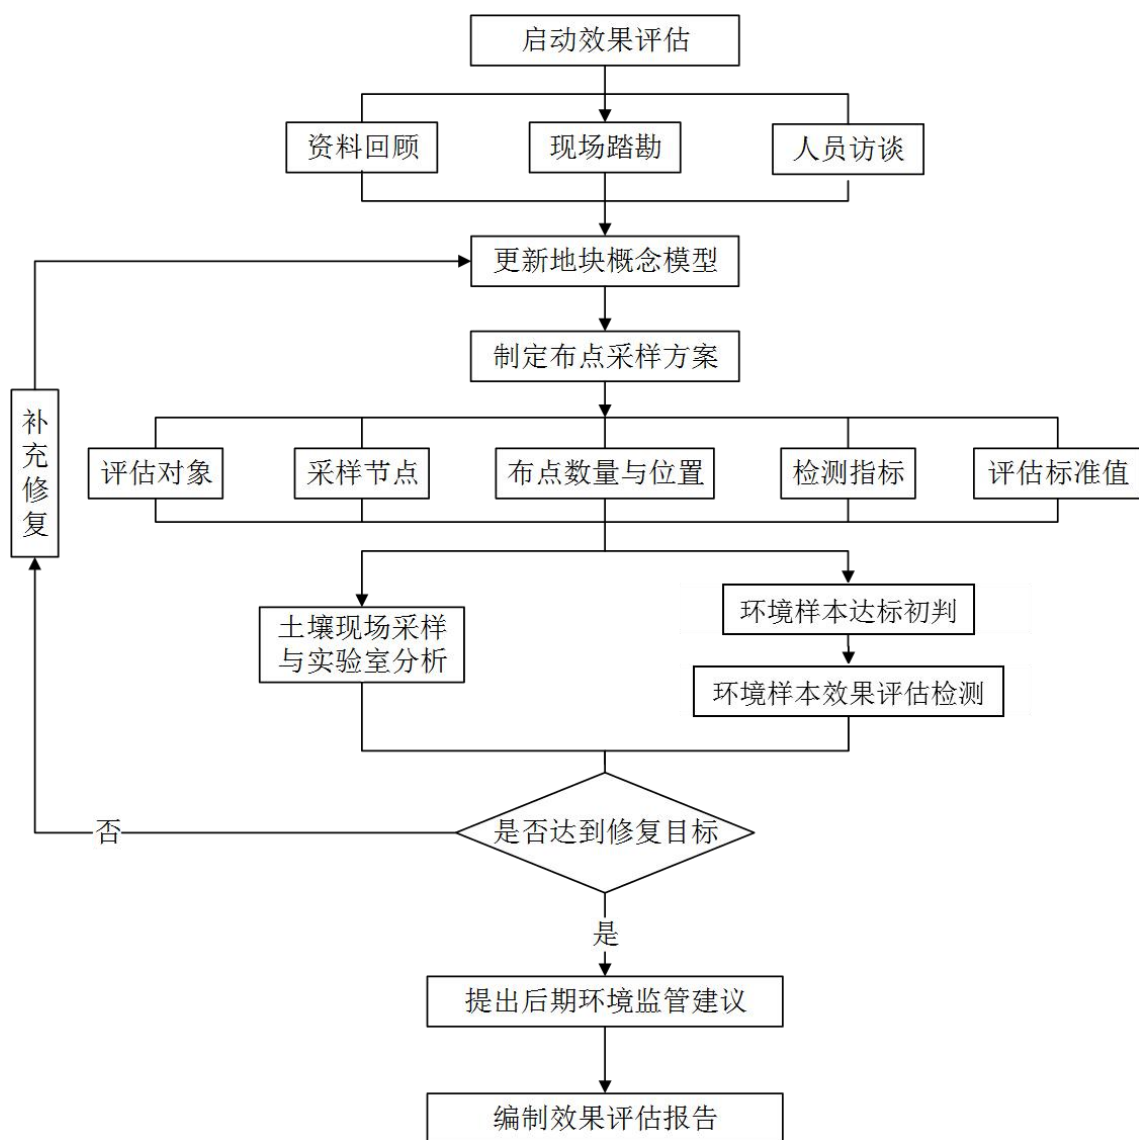 启动效果评估
资料回顾
现场踏勘
人员访谈
更新地块概念模型
制定布点采样方案
补充修复
评估对象
采样节点
布点数量与位置
检测指标
评估标准值
土壤现场采样
与实验室分析
环境样本达标初判
环境样本效果评估检测
是否达到修复目标
否
是
提出后期环境监管建议
编制效果评估报告